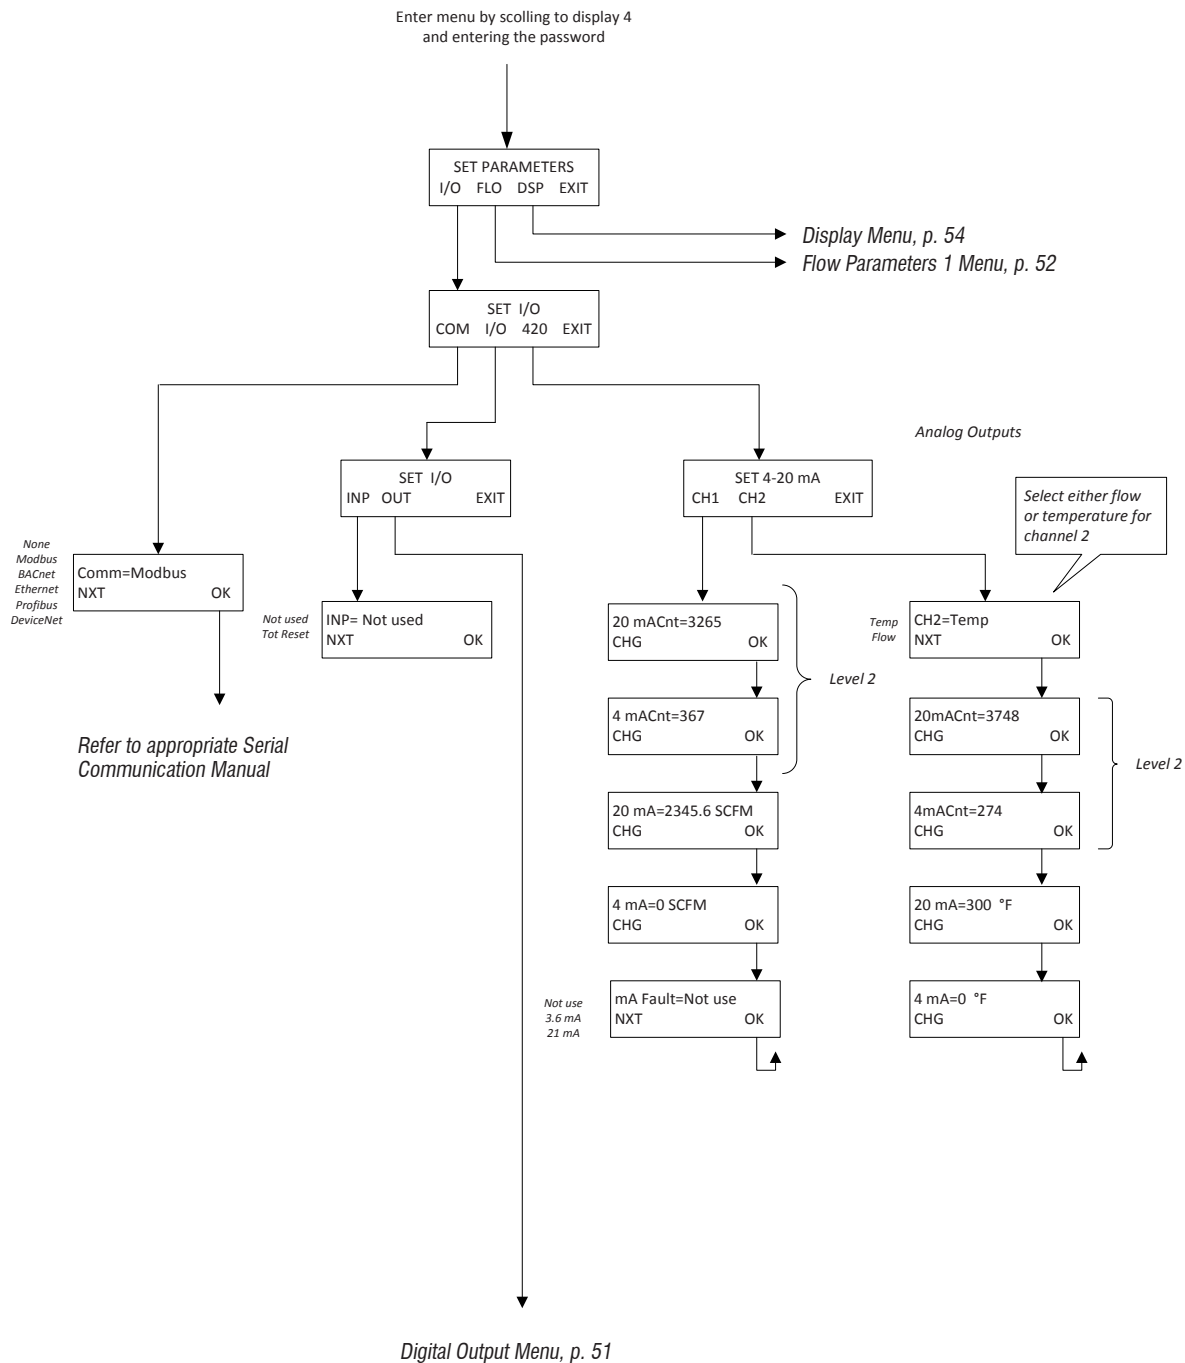 Enter menu by scolling to display 4
and entering the password
SET PARAMETERS
I/O FLO DSP EXIT
Display Menu, p. 54
Flow Parameters 1 Menu, p. 52
SET I/O
COM I/O 420 EXIT
Analog Outputs
SET I/O
INP OUT EXIT
SET 4-20 mA
CH1 CH2 EXIT
Select either flow
or temperature for
channel 2
None
Modbus
BACnet
Ethernet
Profibus
DeviceNet
Comm=Modbus
NXT OK
Not used
Tot Reset
INP= Not used
NXT OK
20 mACnt=3265
CHG OK
Temp
Flow
CH2=Temp
NXT OK
Level 2
4 mACnt=367
CHG OK
20mACnt=3748
CHG OK
Refer to appropriate Serial
Communication Manual
Level 2
20 mA=2345.6 SCFM
CHG OK
4mACnt=274
CHG OK
4 mA=0 SCFM
CHG OK
20 mA=300 °F
CHG OK
Not use
3.6 mA
21 mA
mA Fault=Not use
NXT OK
4 mA=0 °F
CHG OK
Digital Output Menu, p. 51